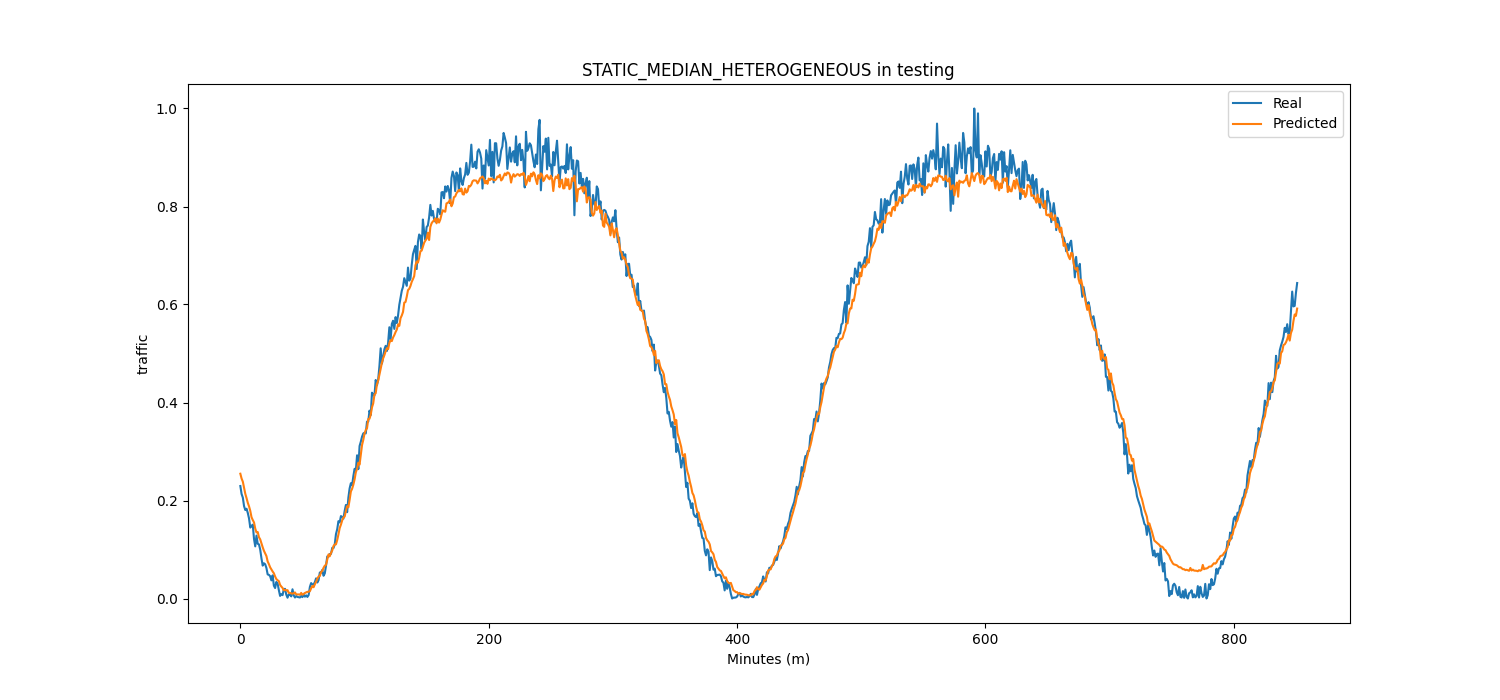 STATIC_MEDIAN_HETEROGENEOUS in testing
Real
Predicted
traffic
1.0
0.8
0.6
0.4
0.2
0.0
0
200
400
600
800
Minutes (m)